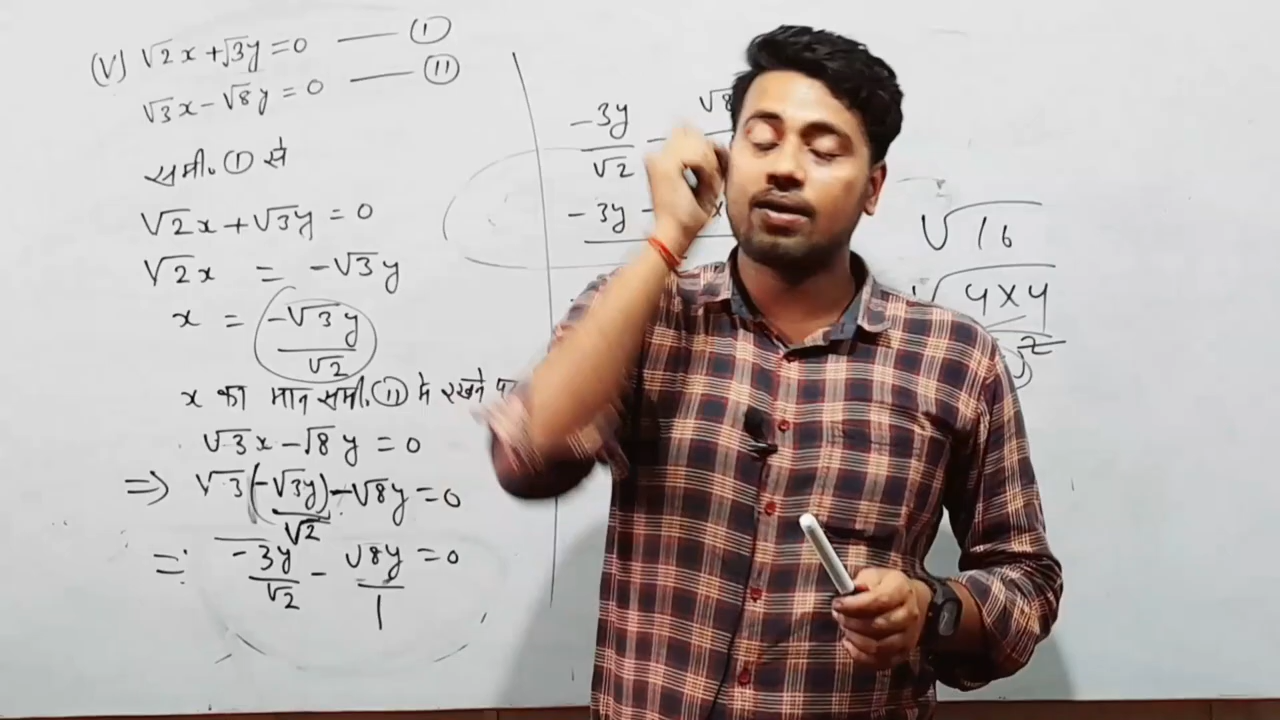 (V) √2x + √3y = 0 —— (I)
√3x - √8y = 0 —— (II)
समी. (I) से
√2x + √3y = 0
√2x = -√3y
x = -√3y/√2
x का मान समी. (II) मे रखने
√3x - √8y = 0
⇒ √3(-√3y/√2) - √8y = 0
= -3y/√2 - √8y/1 = 0
-3y/√2 - √8
-3y -
√16
√4×4